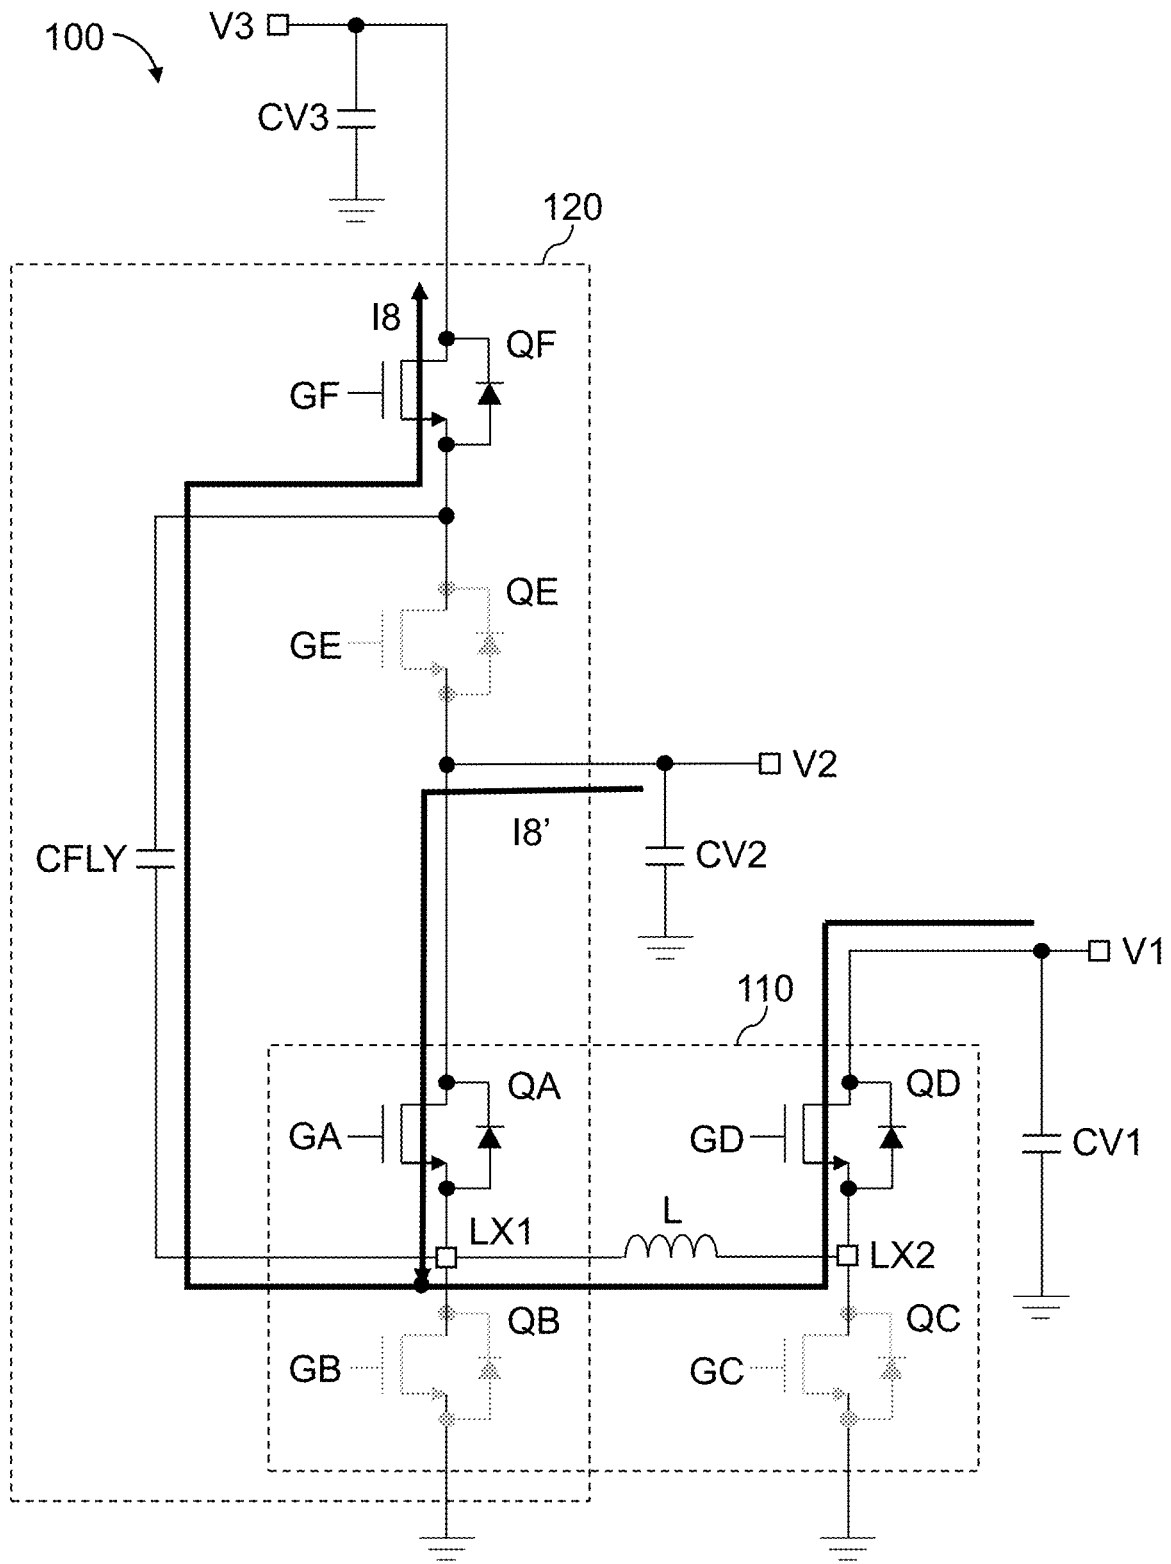 100
V3
CV3
120
I8
QF
GF
QE
GE
V2
I8’
CFLY
CV2
V1
110
QA
QD
GA
GD
CV1
L
LX1
LX2
QB
QC
GB
GC